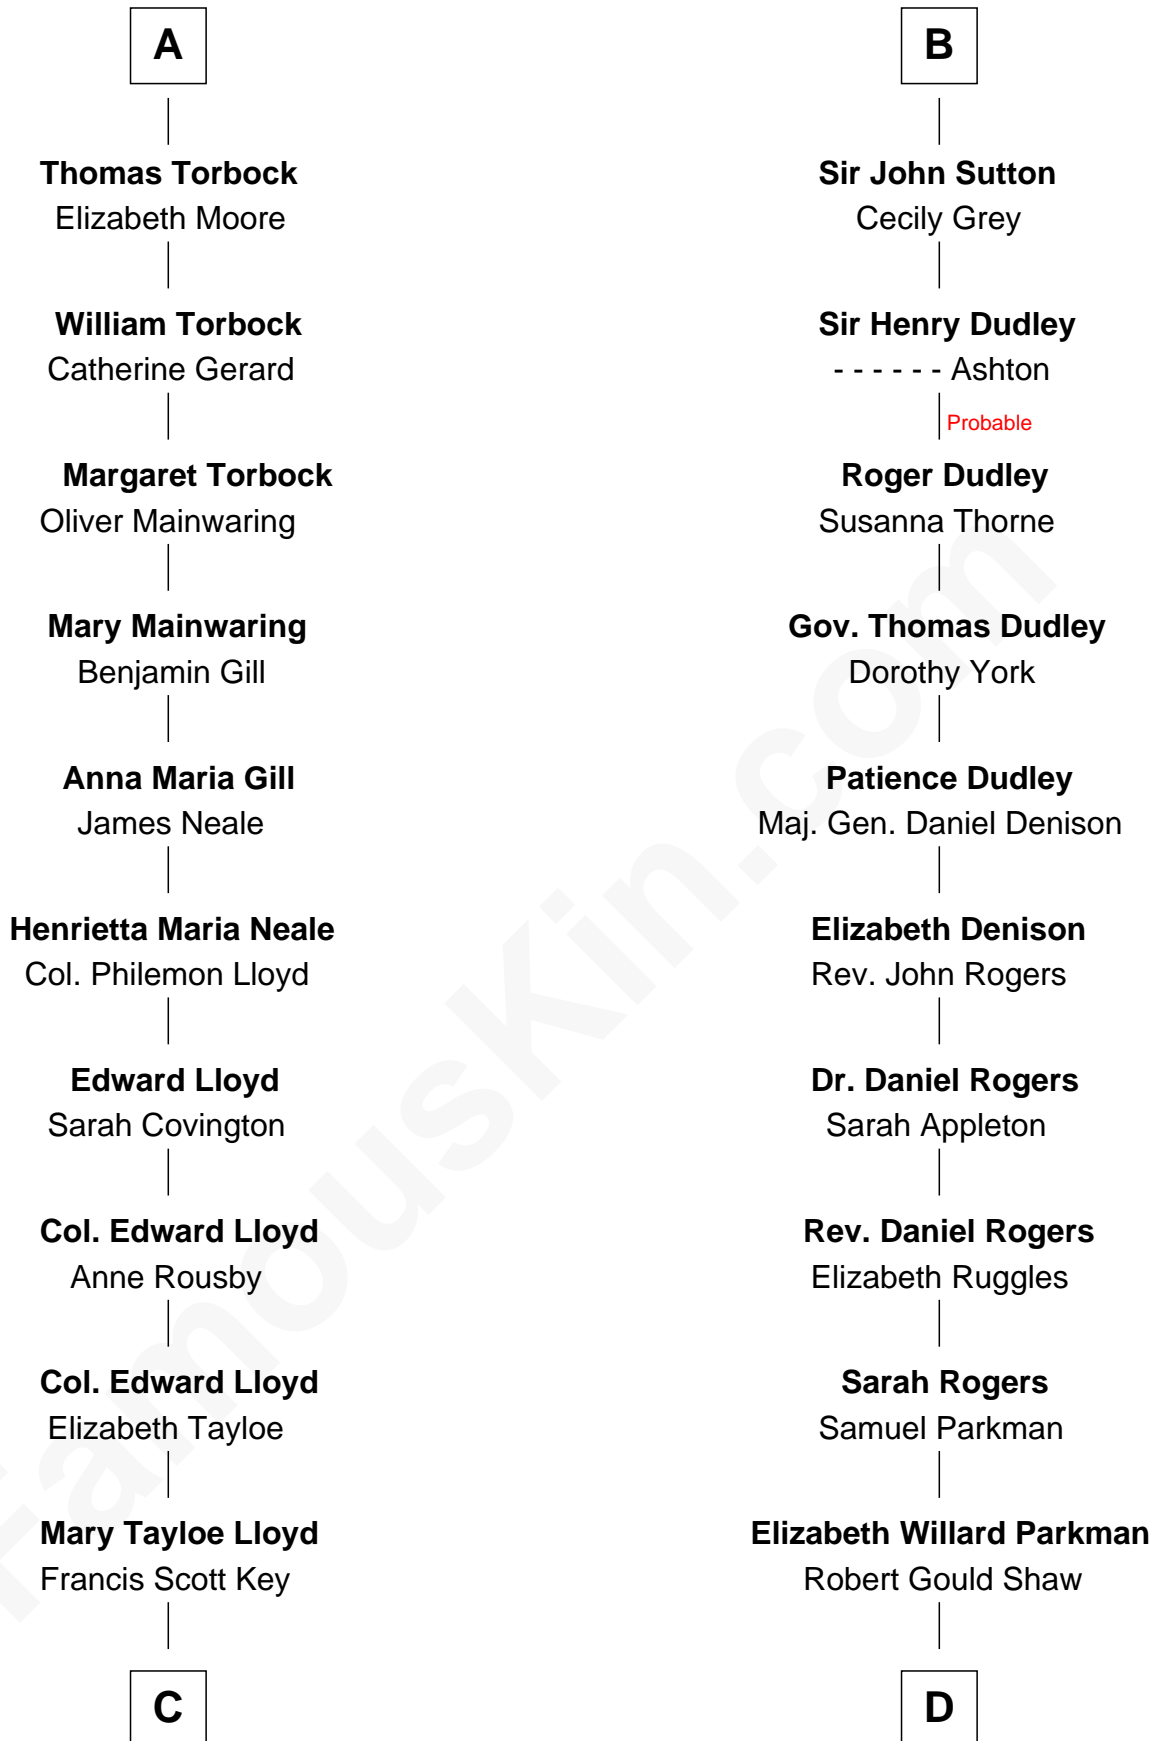 A
Thomas Torbock
Elizabeth Moore
William Torbock
Catherine Gerard
Margaret Torbock
Oliver Mainwaring
Mary Mainwaring
Benjamin Gill
Anna Maria Gill
James Neale
Henrietta Maria Neale
Col. Philemon Lloyd
Edward Lloyd
Sarah Covington
Col. Edward Lloyd
Anne Rousby
Col. Edward Lloyd
Elizabeth Tayloe
Mary Tayloe Lloyd
Francis Scott Key
C
B
Sir John Sutton
Cecily Grey
Sir Henry Dudley
- - - - - - Ashton
Probable
Roger Dudley
Susanna Thorne
Gov. Thomas Dudley
Dorothy York
Patience Dudley
Maj. Gen. Daniel Denison
Elizabeth Denison
Rev. John Rogers
Dr. Daniel Rogers
Sarah Appleton
Rev. Daniel Rogers
Elizabeth Ruggles
Sarah Rogers
Samuel Parkman
Elizabeth Willard Parkman
Robert Gould Shaw
D
FamousKin.com